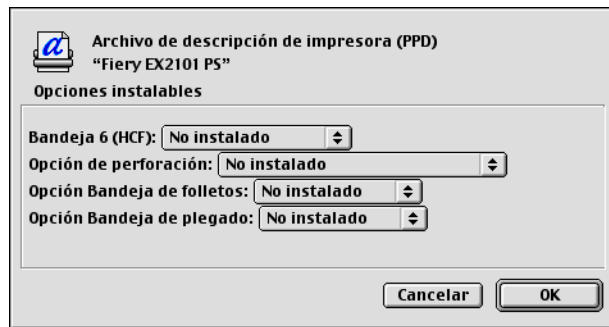 Archivo de descripción de impresora (PPD)
“Fiery EX2101 PS”
Opciones instalables
Bandeja 6 (HCF): No instalado
Opción de perforación: No instalado
Opción Bandeja de folletos: No instalado
Opción Bandeja de plegado: No instalado
Cancelar OK